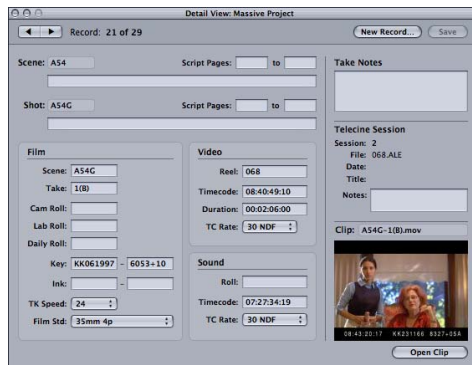 Detail View: Massive Project
Record: 21 of 29
New Record...
Save
Scene: A54
Script Pages: to
Shot: A54G
Script Pages: to
Film
Scene: A54G
Take: 1(B)
Cam Roll:
Lab Roll:
Daily Roll:
Key: KK061997 - 6053+10
Ink: -
TK Speed: 24
Film Std: 35mm 4p
Video
Reel: 068
Timecode: 08:40:49:10
Duration: 00:02:06:00
TC Rate: 30 NDF
Sound
Roll:
Timecode: 07:27:34:19
TC Rate: 30 NDF
Take Notes
Telecine Session
Session: 2
File: 068.ALE
Date:
Title:
Notes:
Clip: A54G-1(B).mov
08:43:20:17 KK231166 8327+05A
Open Clip